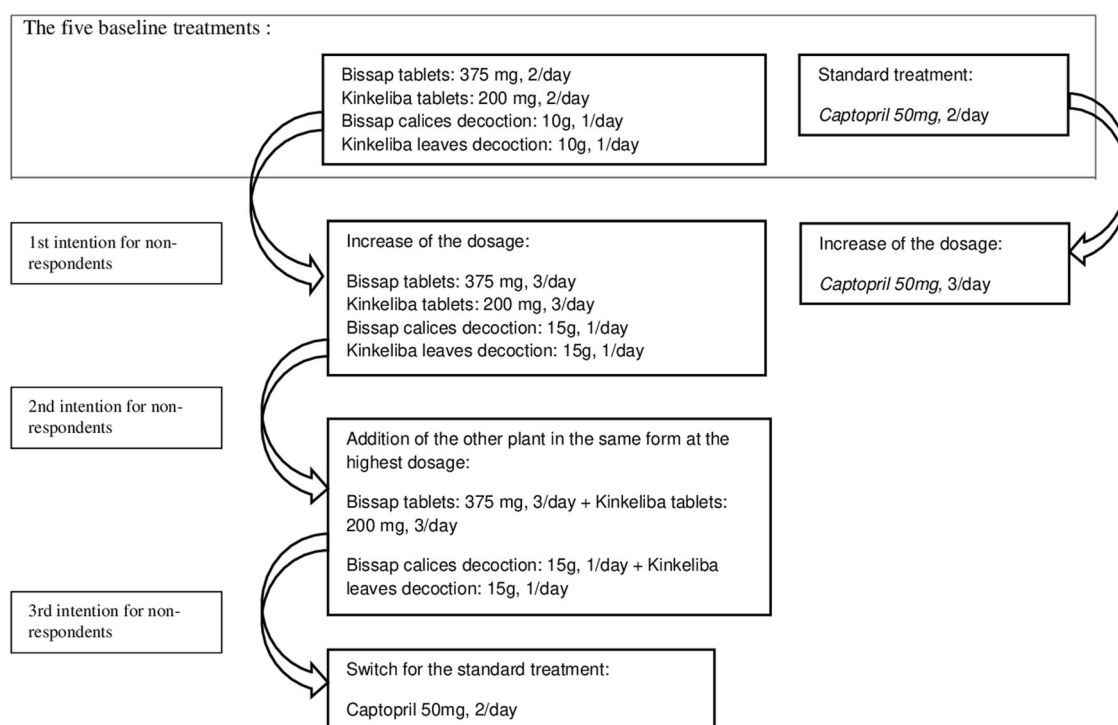 The five baseline treatments :
Bissap tablets: 375 mg, 2/day
Kinkeliba tablets: 200 mg, 2/day
Bissap calices decoction: 10g, 1/day
Kinkeliba leaves decoction: 10g, 1/day
Standard treatment:
Captopril 50mg, 2/day
1st intention for non-
respondents
Increase of the dosage:
Bissap tablets: 375 mg, 3/day
Kinkeliba tablets: 200 mg, 3/day
Bissap calices decoction: 15g, 1/day
Kinkeliba leaves decoction: 15g, 1/day
Increase of the dosage:
Captopril 50mg, 3/day
2nd intention for non-
respondents
Addition of the other plant in the same form at the
highest dosage:
Bissap tablets: 375 mg, 3/day + Kinkeliba tablets:
200 mg, 3/day
Bissap calices decoction: 15g, 1/day + Kinkeliba
leaves decoction: 15g, 1/day
3rd intention for non-
respondents
Switch for the standard treatment:
Captopril 50mg, 2/day